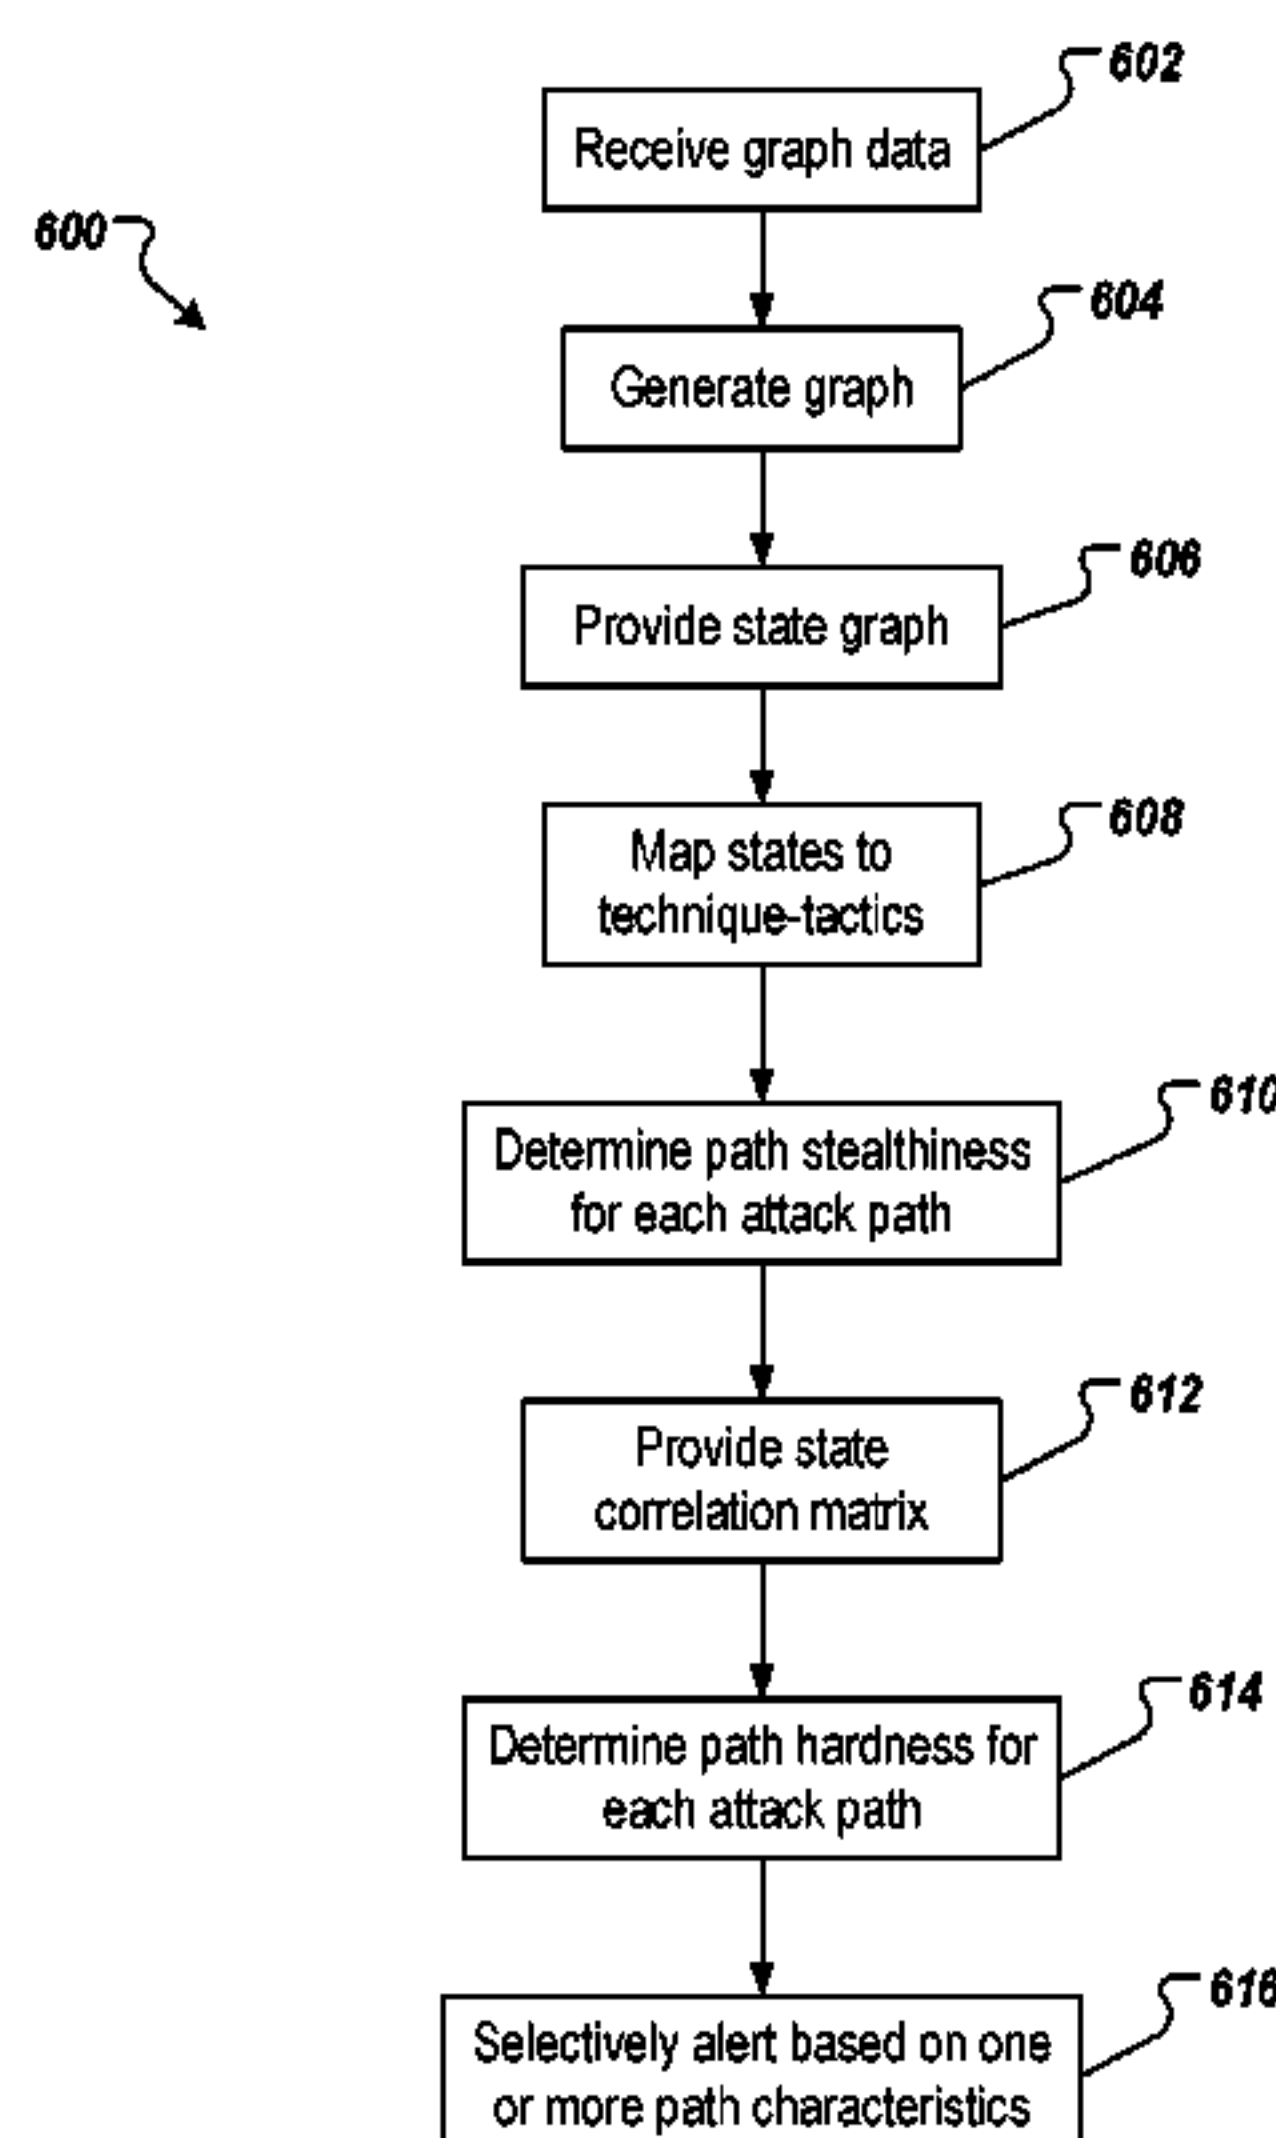 602
Receive graph data
600
604
Generate graph
606
Provide state graph
608
Map states to
technique-tactics
610
Determine path stealthiness
for each attack path
612
Provide state
correlation matrix
614
Determine path hardness for
each attack path
616
Selectively alert based on one
or more path characteristics